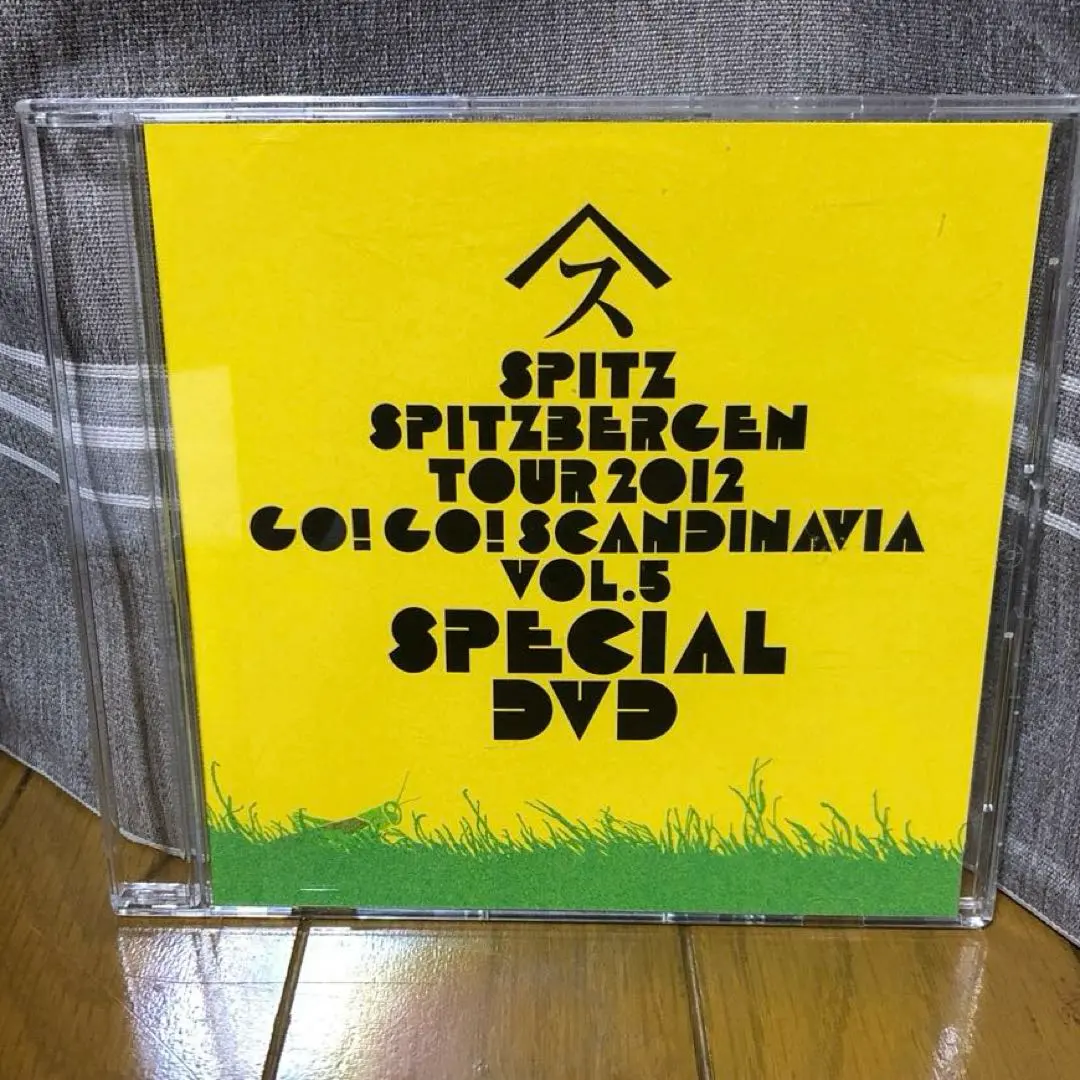 ス
SPITZ
SPITZBERGEN
TOUR 2012
GO! GO! SCANDINAVIA
VOL.5
SPECIAL
DVD